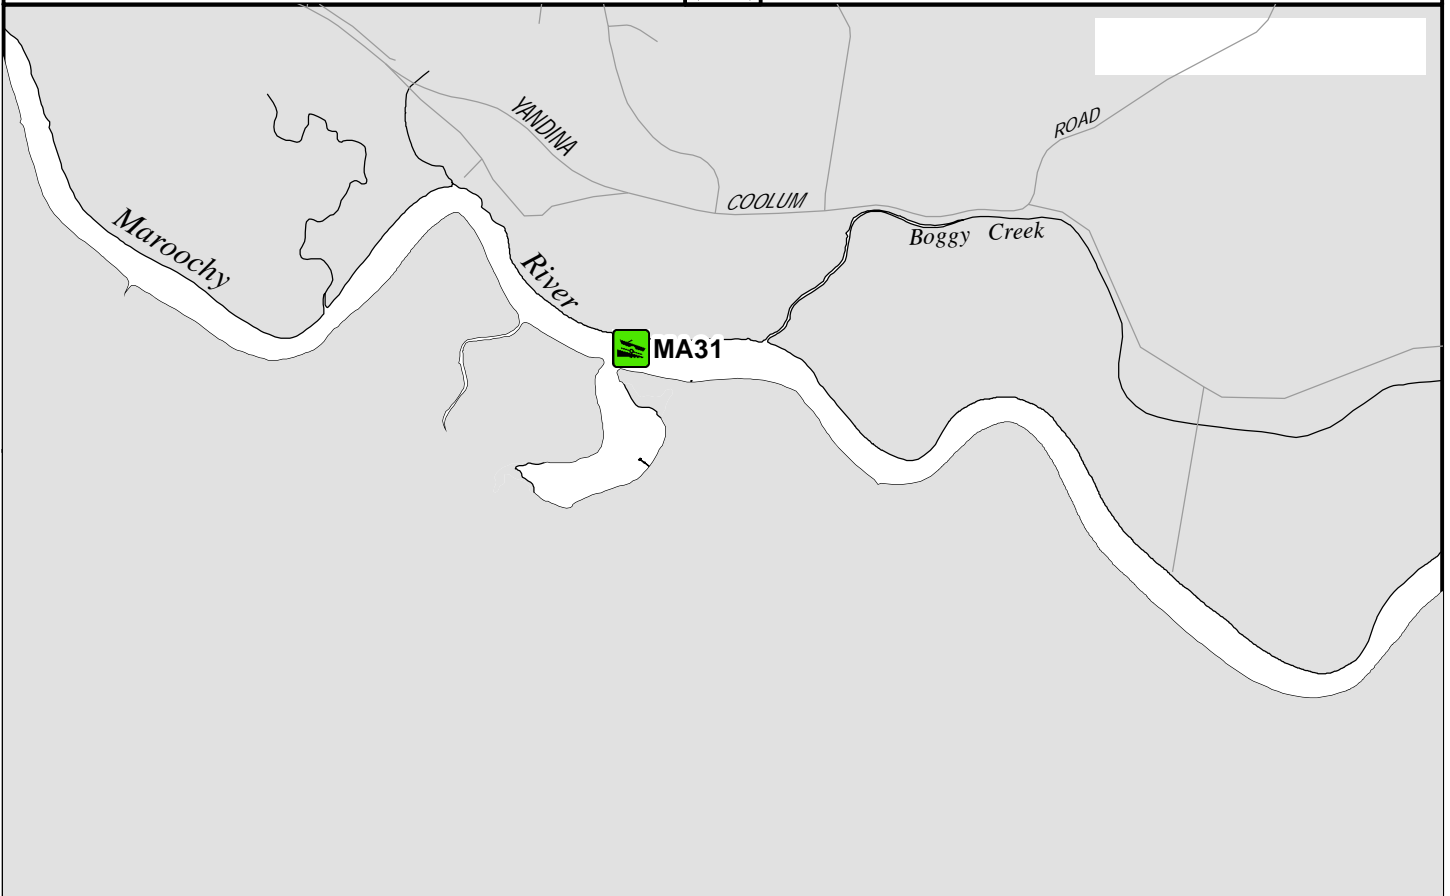 YANDINA
COOLUM
ROAD
Maroochy
River
Boggy Creek
MA31